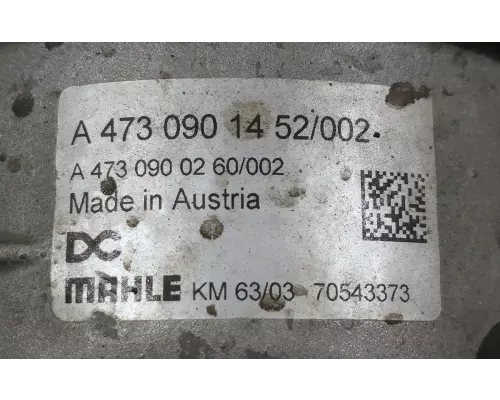 A 473 090 14 52/002
A 473 090 02 60/002
Made in Austria
DC
MAHLE KM 63/03 70543373